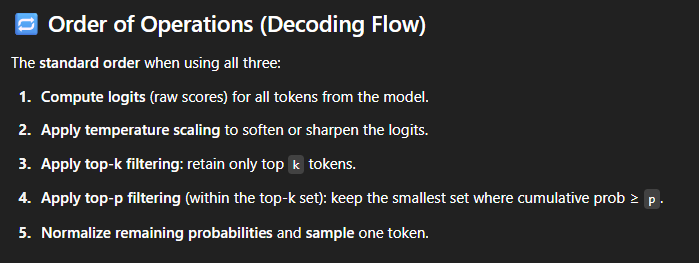 🔁 Order of Operations (Decoding Flow)
The standard order when using all three:
1. Compute logits (raw scores) for all tokens from the model.
2. Apply temperature scaling to soften or sharpen the logits.
3. Apply top-k filtering: retain only top k tokens.
4. Apply top-p filtering (within the top-k set): keep the smallest set where cumulative prob ≥ p.
5. Normalize remaining probabilities and sample one token.